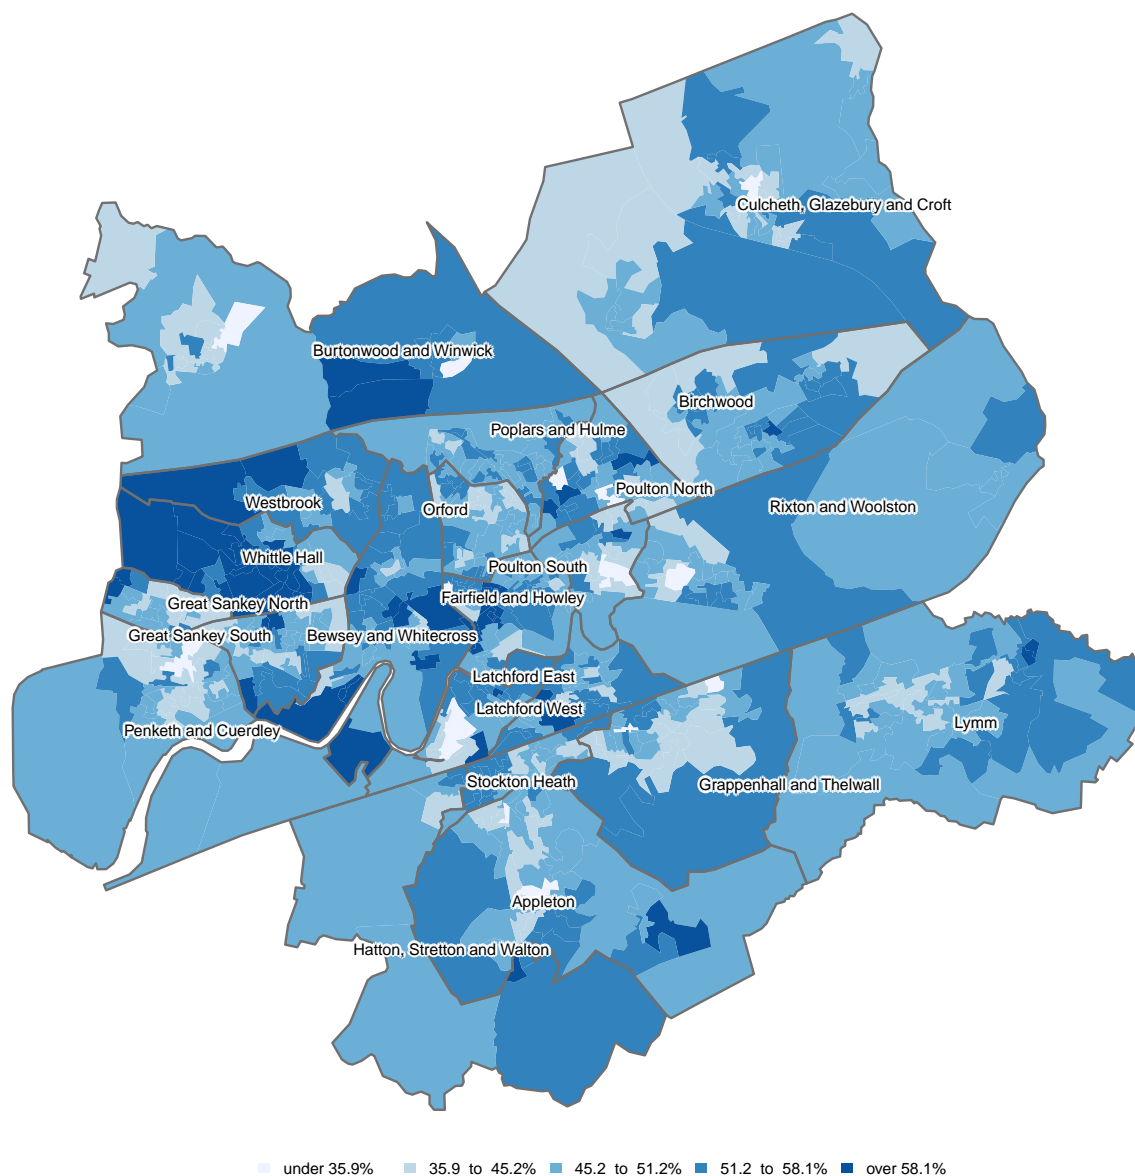 Culcheth, Glazebury and Croft
Burtonwood and Winwick
Birchwood
Poplars and Hulme
Poulton North
Westbrook
Orford
Rixton and Woolston
Whittle Hall
Poulton South
Great Sankey North
Fairfield and Howley
Great Sankey South
Bewsey and Whitecross
Latchford East
Latchford West
Lymm
Penketh and Cuerdley
Stockton Heath
Grappenhall and Thelwall
Appleton
Hatton, Stretton and Walton
under 35.9% 35.9 to 45.2% 45.2 to 51.2% 51.2 to 58.1% over 58.1%